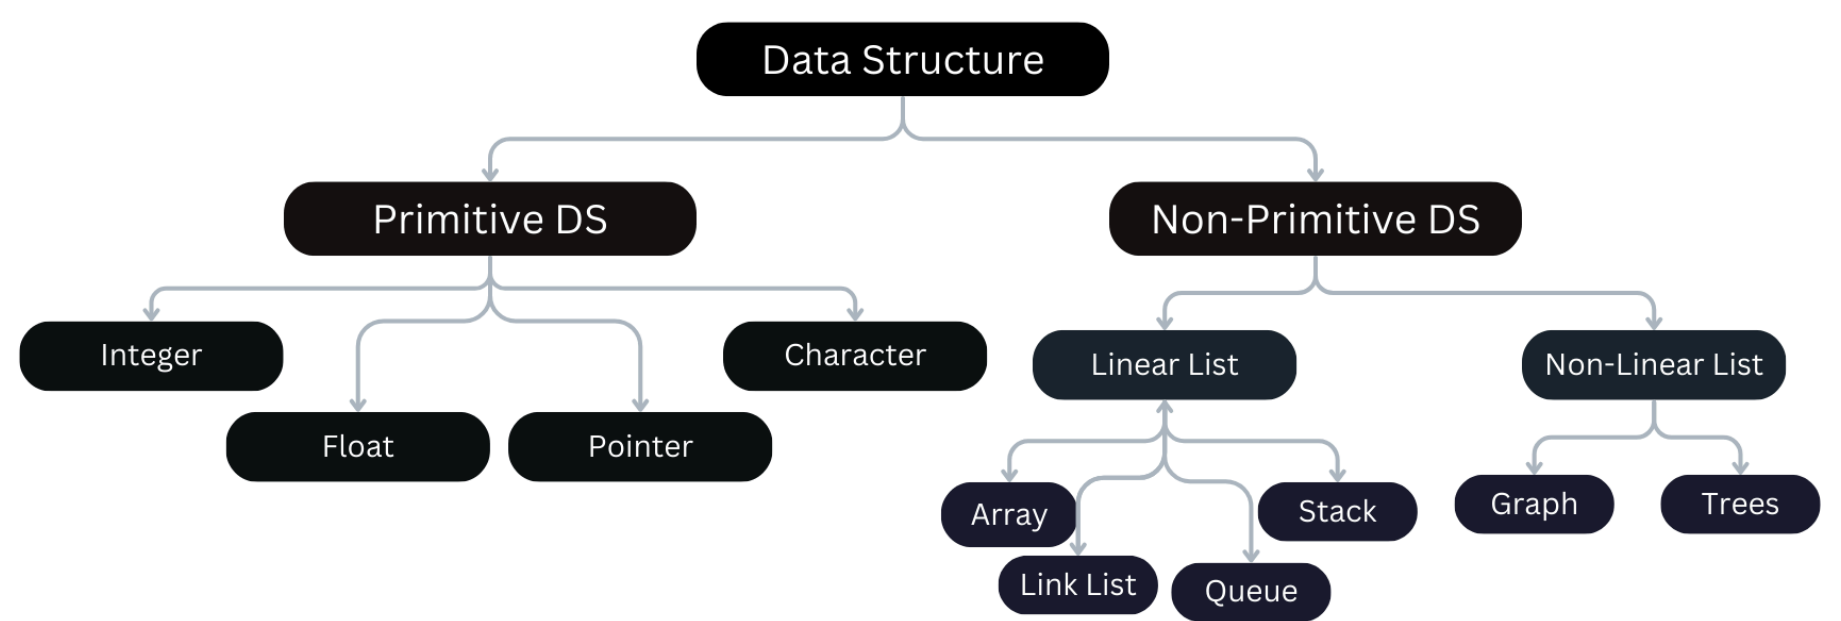 Data Structure
Primitive DS
Non-Primitive DS
Integer
Character
Linear List
Non-Linear List
Float
Pointer
Array
Stack
Graph
Trees
Link List
Queue